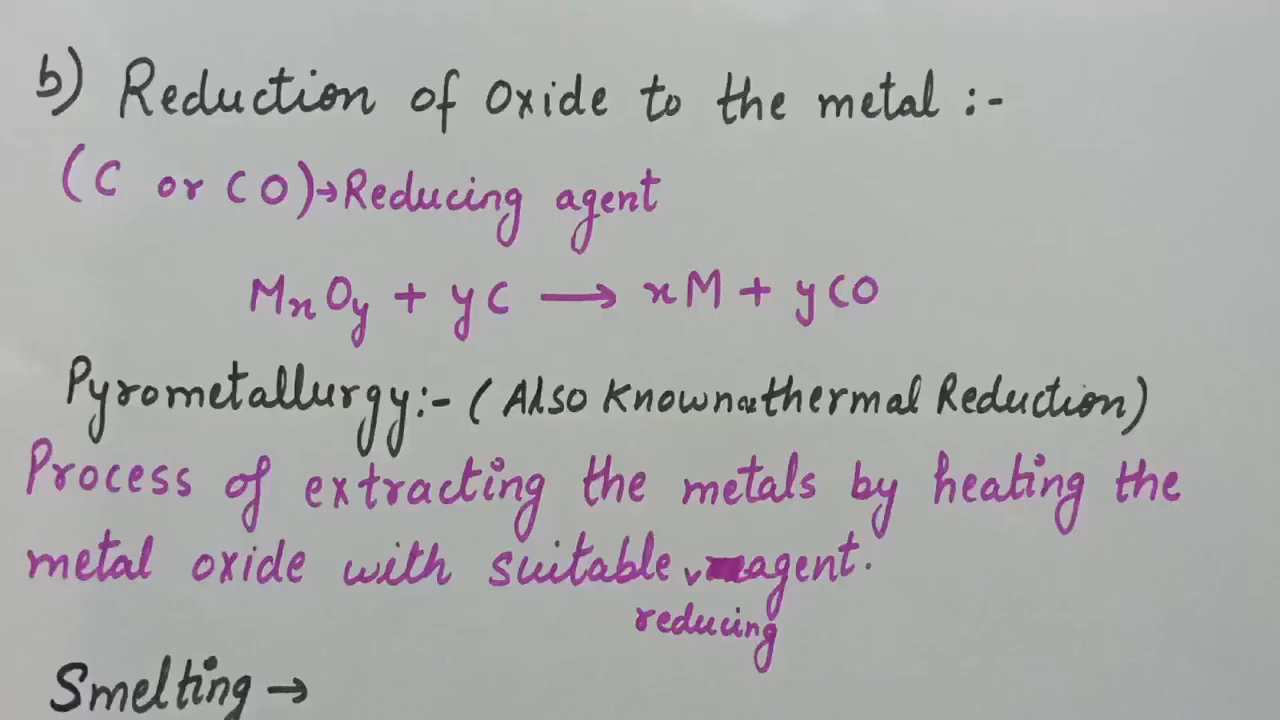 b) Reduction of Oxide to the metal :-
(C or CO)→Reducing agent
MxOy + yC ⟶ xM + yCO
Pyrometallurgy:- (Also Known as thermal Reduction)
Process of extracting the metals by heating the
metal oxide with suitable reducing agent.
Smelting →